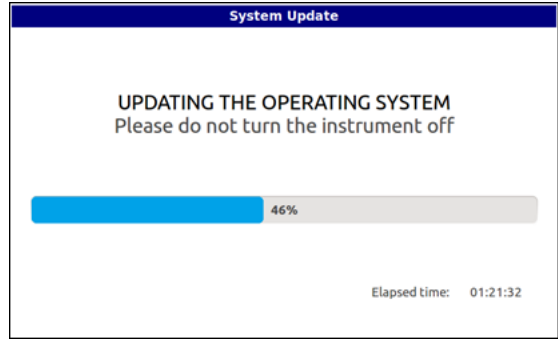 System Update
UPDATING THE OPERATING SYSTEM
Please do not turn the instrument off
46%
Elapsed time: 01:21:32